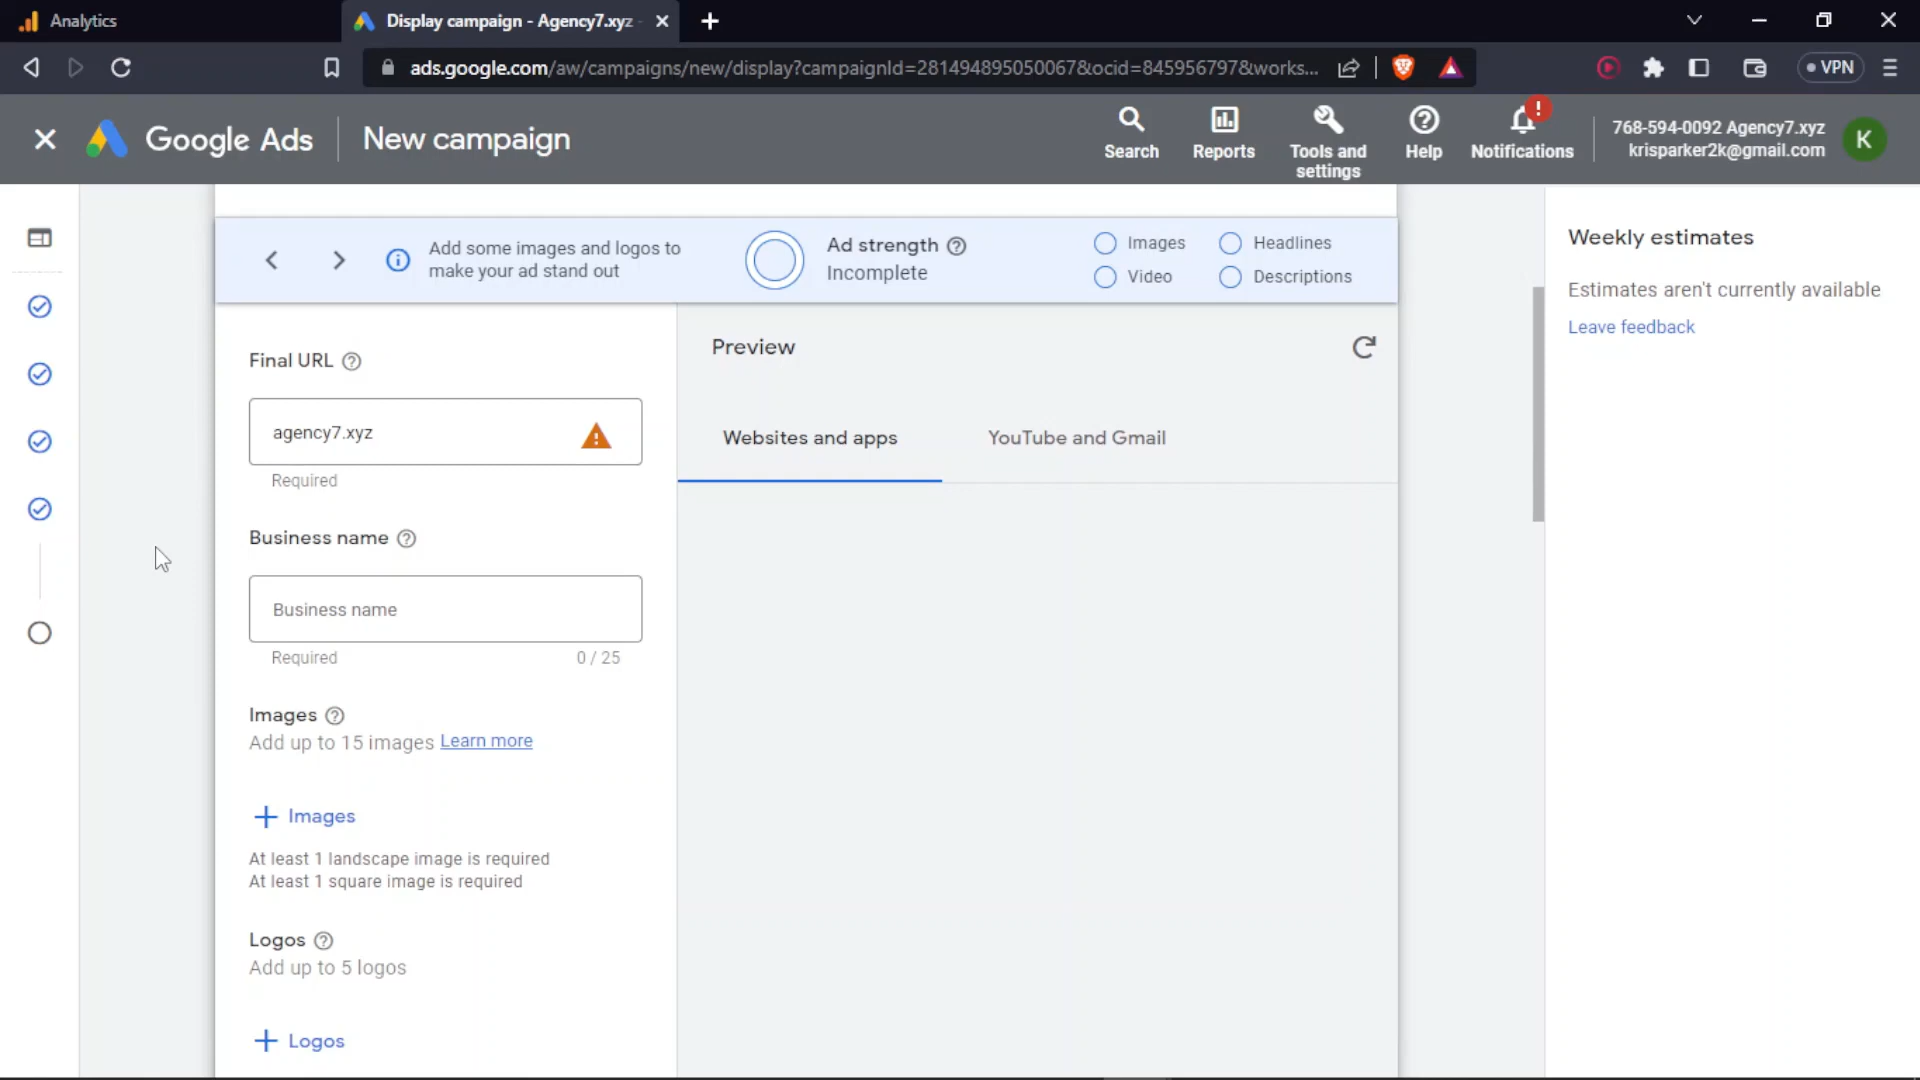 Analytics
Display campaign - Agency7.xyz
ads.google.com/aw/campaigns/new/display?campaignId=281494895050067&ocid=845956797&works...
VPN
Google Ads
New campaign
Search
Reports
Tools and
settings
Help
Notifications
768-594-0092 Agency7.xyz
krisparker2k@gmail.com
K
Add some images and logos to
make your ad stand out
Ad strength
Incomplete
Images
Headlines
Video
Descriptions
Weekly estimates
Estimates aren't currently available
Leave feedback
Final URL
agency7.xyz
Required
Business name
Business name
Required
0 / 25
Images
Add up to 15 images Learn more
+ Images
At least 1 landscape image is required
At least 1 square image is required
Logos
Add up to 5 logos
+ Logos
Preview
Websites and apps
YouTube and Gmail